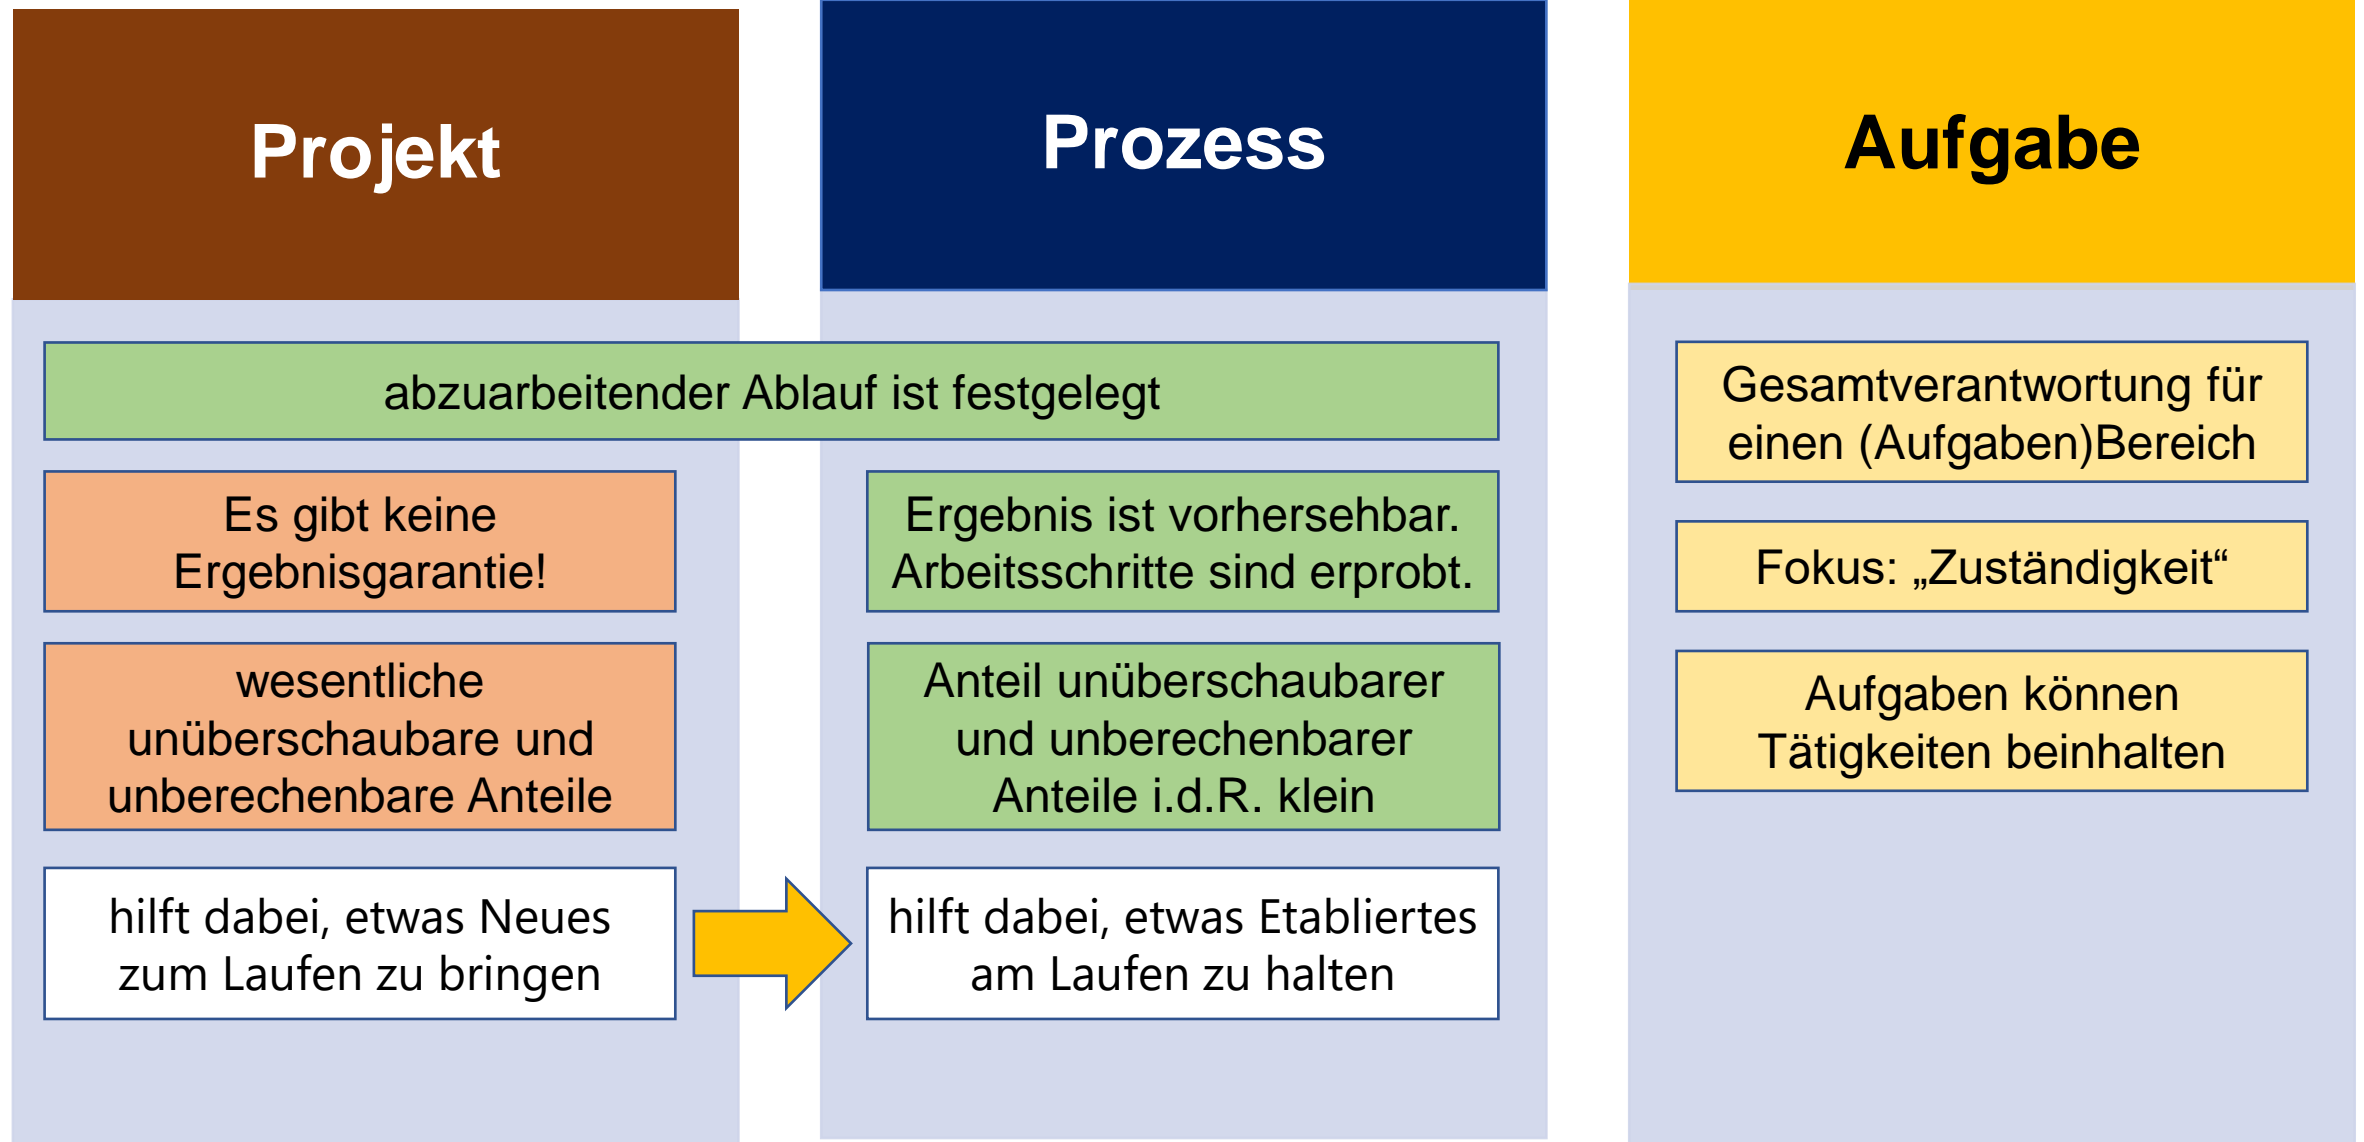 Projekt
Prozess
Aufgabe
abzuarbeitender Ablauf ist festgelegt
Es gibt keine
Ergebnisgarantie!
wesentliche
unüberschaubare und
unberechenbare Anteile
hilft dabei, etwas Neues
zum Laufen zu bringen
Ergebnis ist vorhersehbar.
Arbeitsschritte sind erprobt.
Anteil unüberschaubarer
und unberechenbarer
Anteile i.d.R. klein
hilft dabei, etwas Etabliertes
am Laufen zu halten
Gesamtverantwortung für
einen (Aufgaben)Bereich
Fokus: „Zuständigkeit“
Aufgaben können
Tätigkeiten beinhalten